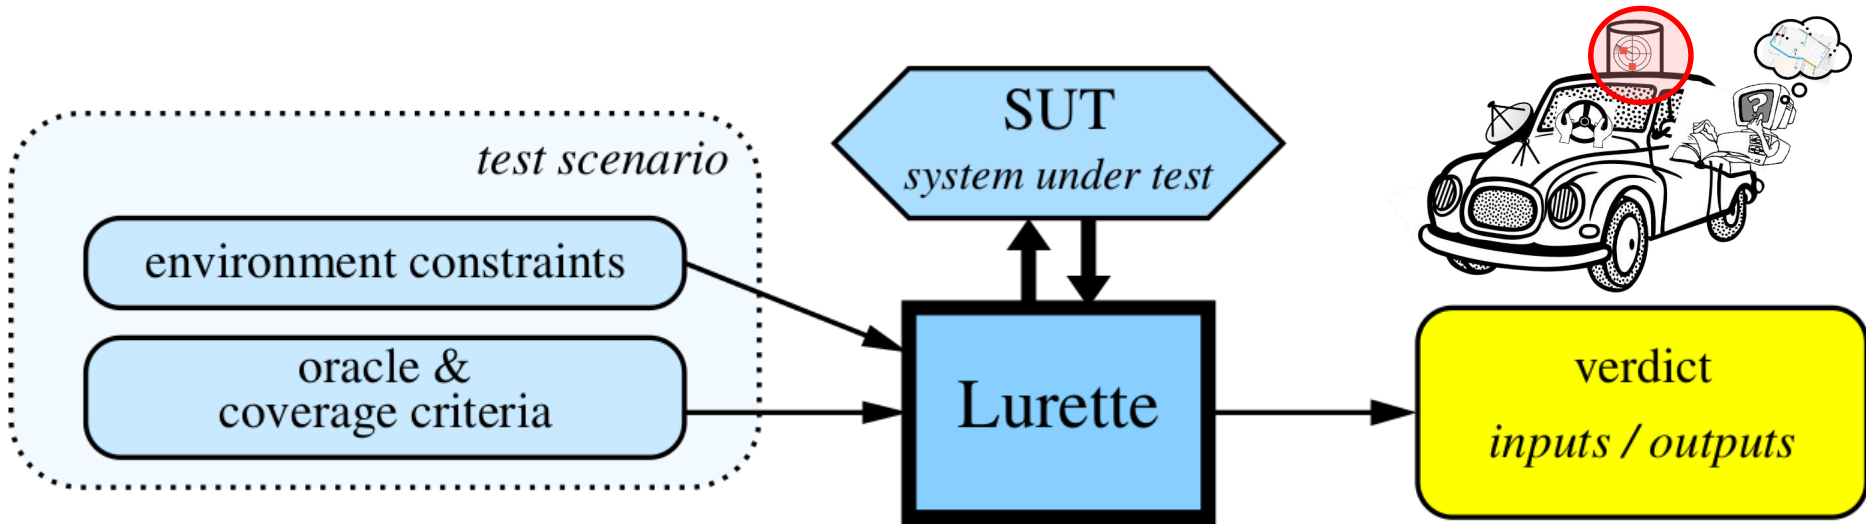 test scenario
environment constraints
oracle &
coverage criteria
SUT
system under test
Lurette
?
verdict
inputs / outputs